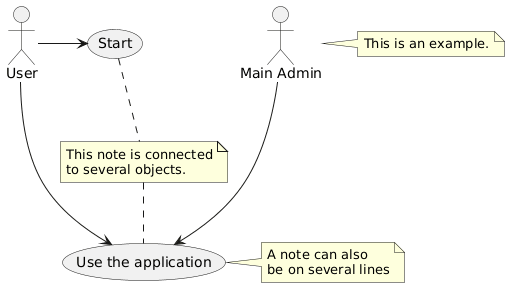 Start
This is an example.
User
Main Admin
This note is connected
to several objects.
Use the application
A note can also
be on several lines